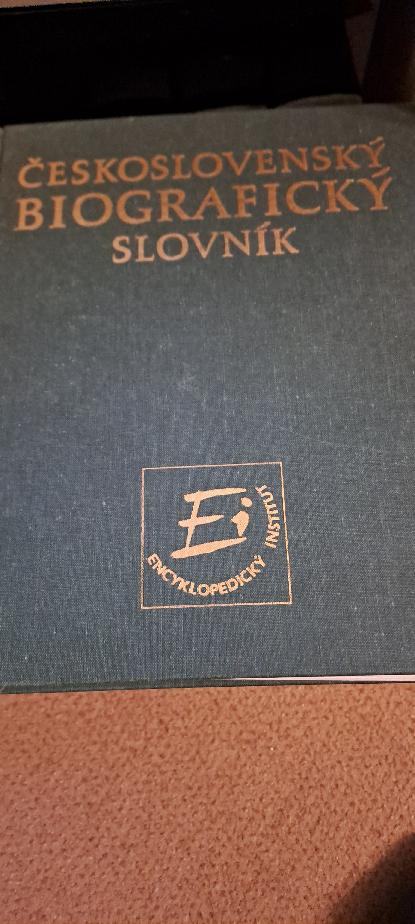 ČESKOSLOVENSKÝ
BIOGRAFICKÝ
SLOVNÍK
Ei
ENCYKLOPEDICKÝ INSTITUT